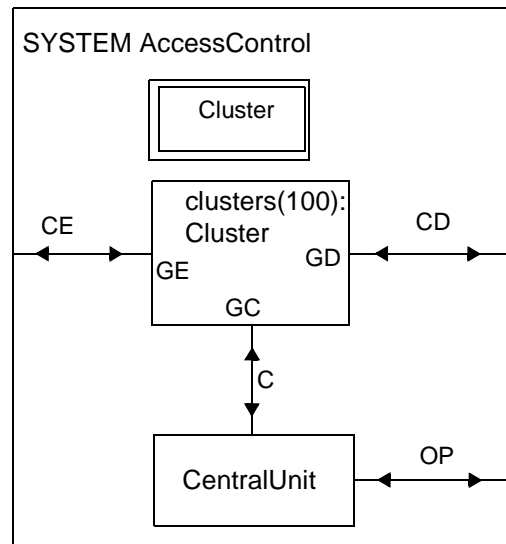 SYSTEM AccessControl
Cluster
clusters(100):
Cluster
CE
CD
GE
GD
GC
C
CentralUnit
OP